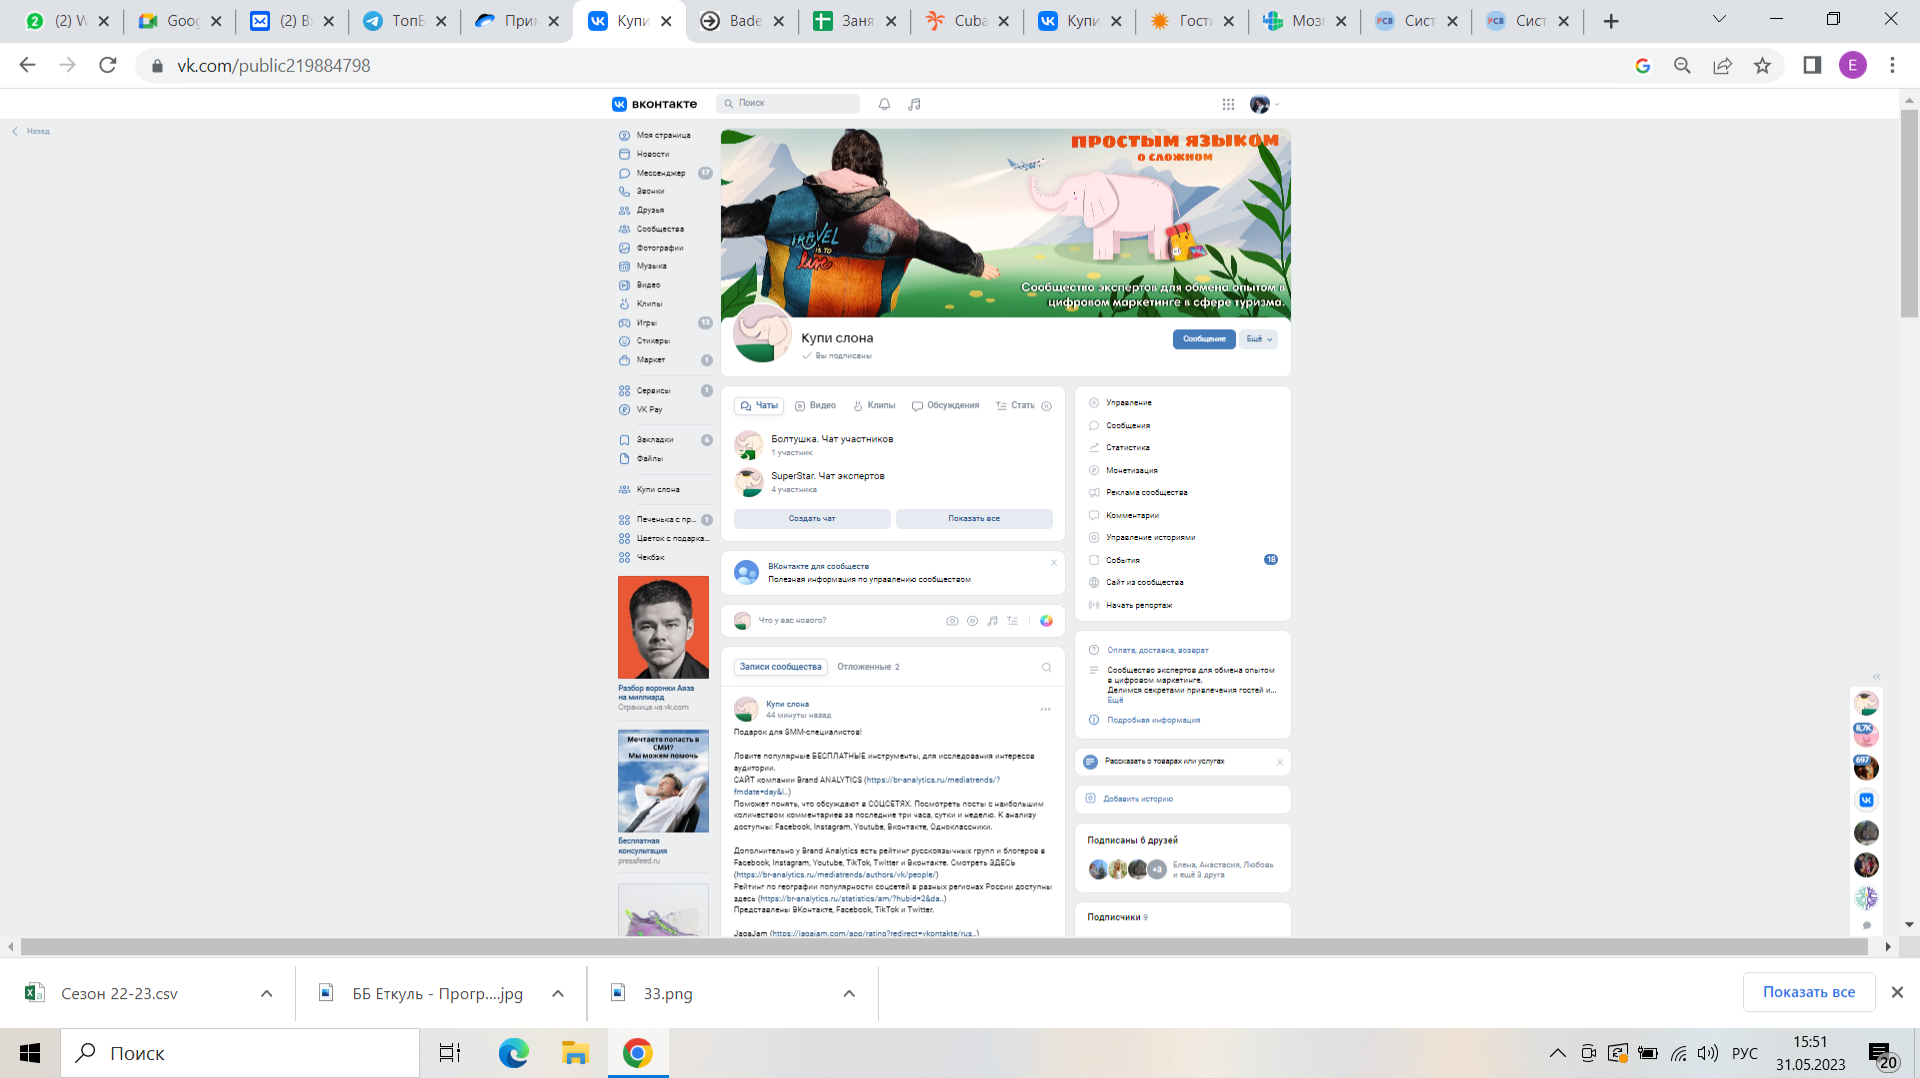 (2) W
Goog
(2) Вх
ТопБ
При
Купи
Bade
Заня
Cuba
Купи
Гост
Мозг
Сист
Сист
vk.com/public219884798
E
вконтакте
Поиск
Назад
Моя страница
Новости
Мессенджер 17
Звонки
Друзья
Сообщества
Фотографии
Музыка
Видео
Клипы
Игры 13
Стикеры
Маркет 1
Сервисы 1
VK Pay
Закладки 6
Файлы
Купи слона
Печенька с пр... 1
Цветок с подарка...
Чекбэк
Разбор воронки Аяза
на миллиард
Страница на vk.com
Мечтаете попасть в
СМИ?
Мы можем помочь
Бесплатная
консультация
pressfeed.ru
ПРОСТЫМ ЯЗЫКОМ
О СЛОЖНОМ
TRAVEL
IS TO
live
Сообщество экспертов для обмена опытом в
цифровом маркетинге в сфере туризма.
Купи слона
Вы подписаны
Сообщение
Ещё
Чаты
Видео
Клипы
Обсуждения
Стать
Болтушка. Чат участников
1 участник
SuperStar. Чат экспертов
4 участника
Создать чат
Показать все
ВКонтакте для сообществ
Полезная информация по управлению сообществом
Что у вас нового?
Записи сообщества
Отложенные 2
Купи слона
44 минуты назад
Подарок для SMM-специалистов!
Ловите популярные БЕСПЛАТНЫЕ инструменты, для исследования интересов
аудитории.
САЙТ компании Brand ANALYTICS (https://br-analytics.ru/mediatrends/?
fmdate=day&l..)
Поможет понять, что обсуждают в СОЦСЕТЯХ. Посмотреть посты с наибольшим
количеством комментариев за последние три часа, сутки и неделю. К анализу
доступны: Facebook, Instagram, Youtube, Вконтакте, Одноклассники.
Дополнительно у Brand Analytics есть рейтинг русскоязычных групп и блогеров в
Facebook, Instagram, Youtube, TikTok, Twitter и Вконтакте. Смотреть ЗДЕСЬ
(https://br-analytics.ru/mediatrends/authors/vk/people/)
Рейтинг по географии популярности соцсетей в разных регионах России доступны
здесь (https://br-analytics.ru/statistics/am/?hubid=2&da..)
Представлены ВКонтакте, Facebook, TikTok и Twitter.
JagaJam (https://jagajam.com/app/rating?redirect=vkontakte/rus..)
Управление
Сообщения
Статистика
Монетизация
Реклама сообщества
Комментарии
Управление историями
События 18
Сайт из сообщества
Начать репортаж
Оплата, доставка, возврат
Сообщество экспертов для обмена опытом
в цифровом маркетинге.
Делимся секретами привлечения гостей и...
Ещё
Подробная информация
Рассказать о товарах или услугах
Добавить историю
Подписаны 6 друзей
+3
Елена, Анастасия, Любовь
и ещё 3 друга
Подписчики 9
8,7K
697
Сезон 22-23.csv
ББ Еткуль - Прогр....jpg
33.png
Показать все
Поиск
РУС
15:51
31.05.2023
20